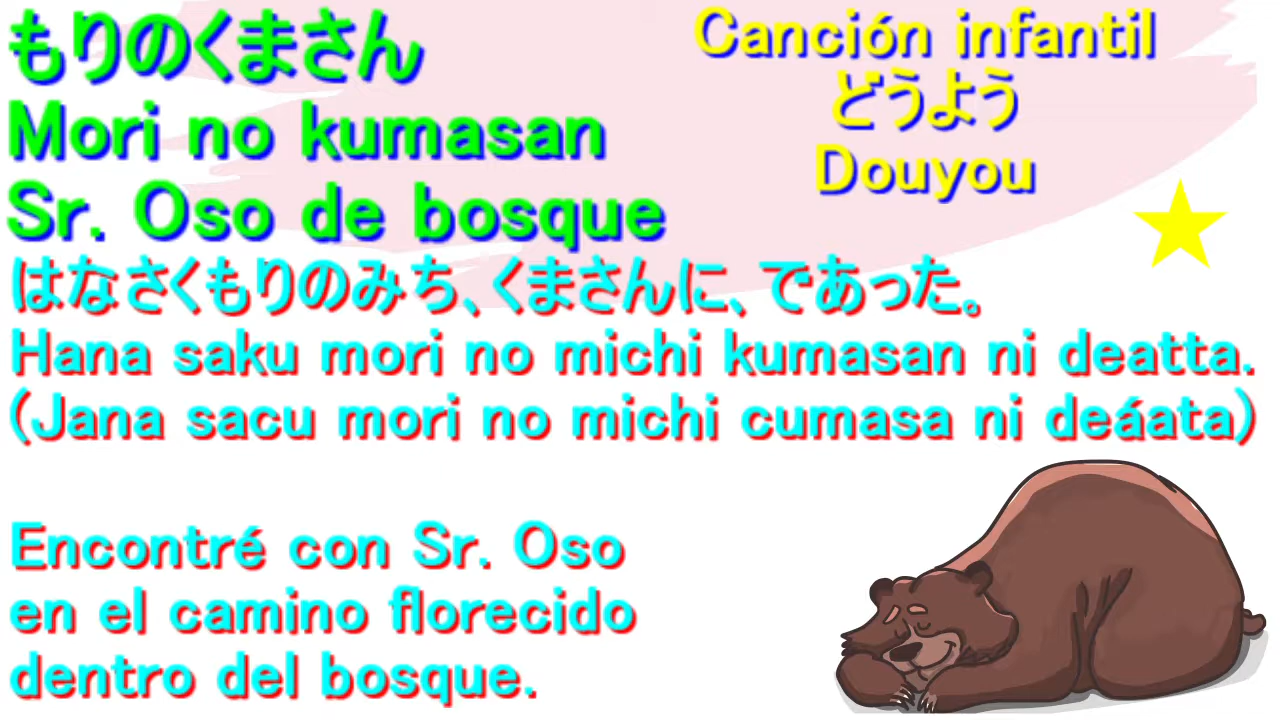 もりのくまさん
Mori no kumasan
Sr. Oso de bosque
Canción infantil
どうよう
Douyou
はなさくもりのみち、くまさんに、であった。
Hana saku mori no michi kumasan ni deatta.
(Jana sacu mori no michi cumasa ni deáata)
Encontré con Sr. Oso
en el camino florecido
dentro del bosque.